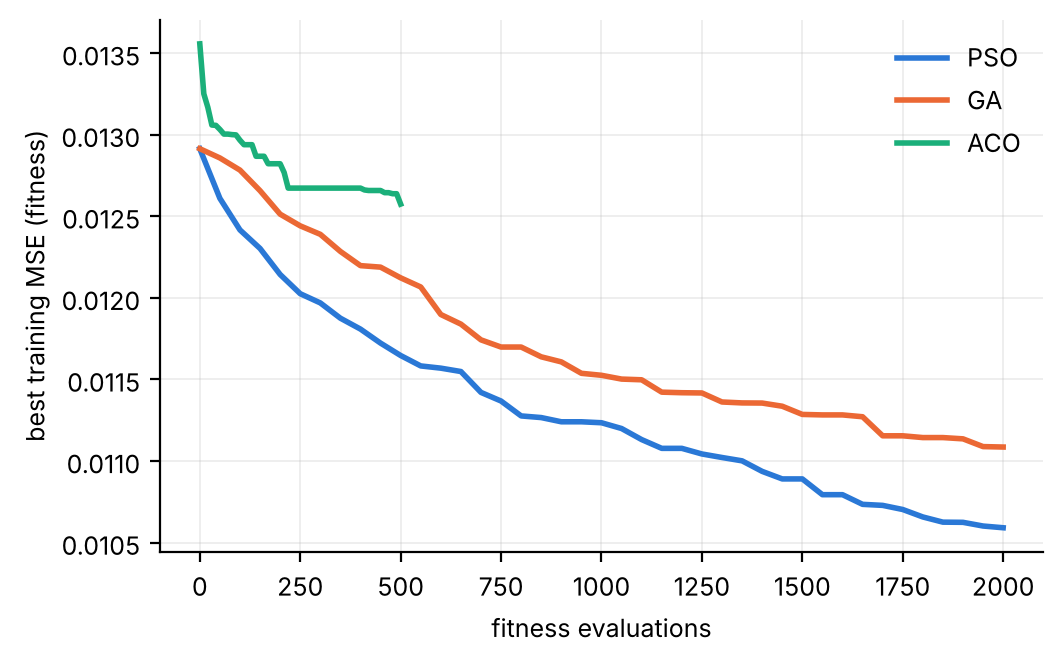 best training MSE (fitness)
0.0135
0.0130
0.0125
0.0120
0.0115
0.0110
0.0105
PSO
GA
ACO
0 250 500 750 1000 1250 1500 1750 2000
fitness evaluations